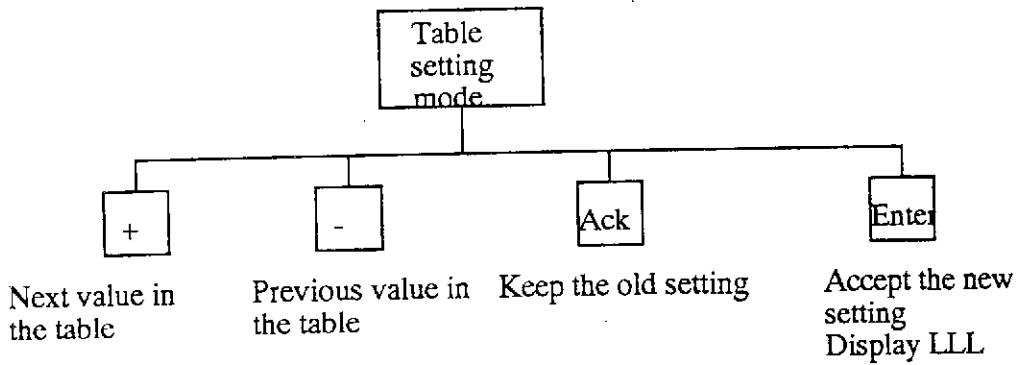 Table
setting
mode
+
-
Ack
Enter
Next value in
the table
Previous value in
the table
Keep the old setting
Accept the new
setting
Display LLL